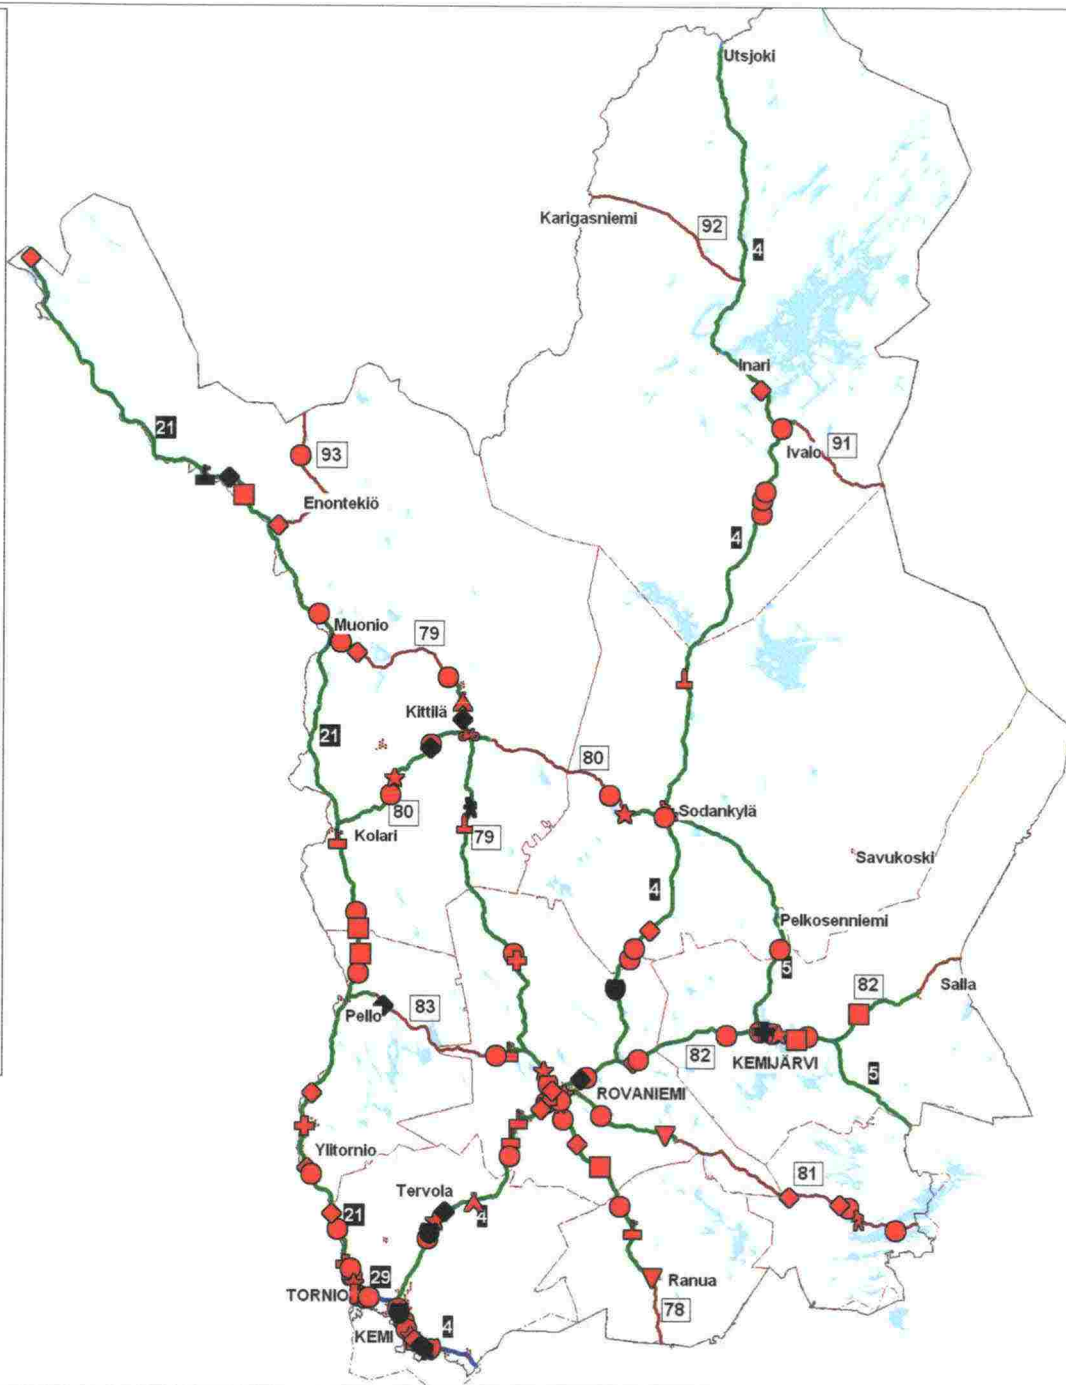 Utsjoki
Karigasniemi
92
4
Inari
21
93
Ivalo
91
Enontekiö
4
Muonio
79
Kittilä
21
80
80
Kolari
79
Sodankylä
Savukoski
4
Pelkosenniemi
5
82
Salla
Pello
83
82
KEMIJÄRVI
5
ROVANIEMI
Ylitornio
81
Tervola
21
4
29
Ranua
TORNIO
78
KEMI
4